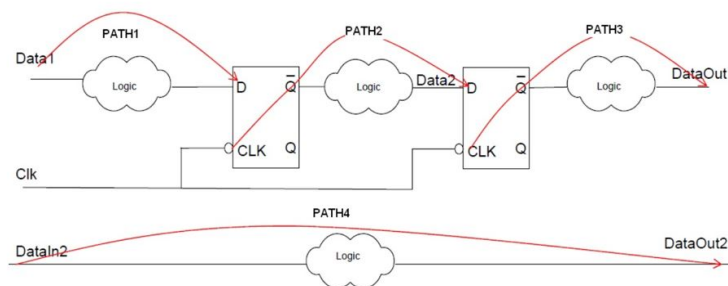 PATH1
PATH2
PATH3
Data1
Logic
D
Q
CLK
Q
Logic
Data2
D
Q
CLK
Q
Logic
DataOut
Clk
PATH4
DataIn2
Logic
DataOut2